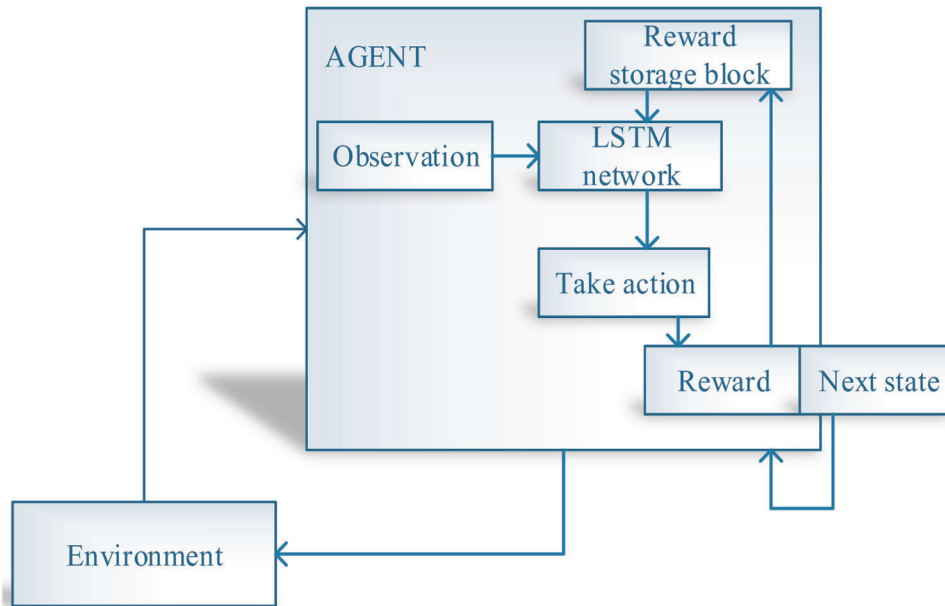 AGENT
Reward
storage block
Observation
LSTM
network
Take action
Reward
Next state
Environment